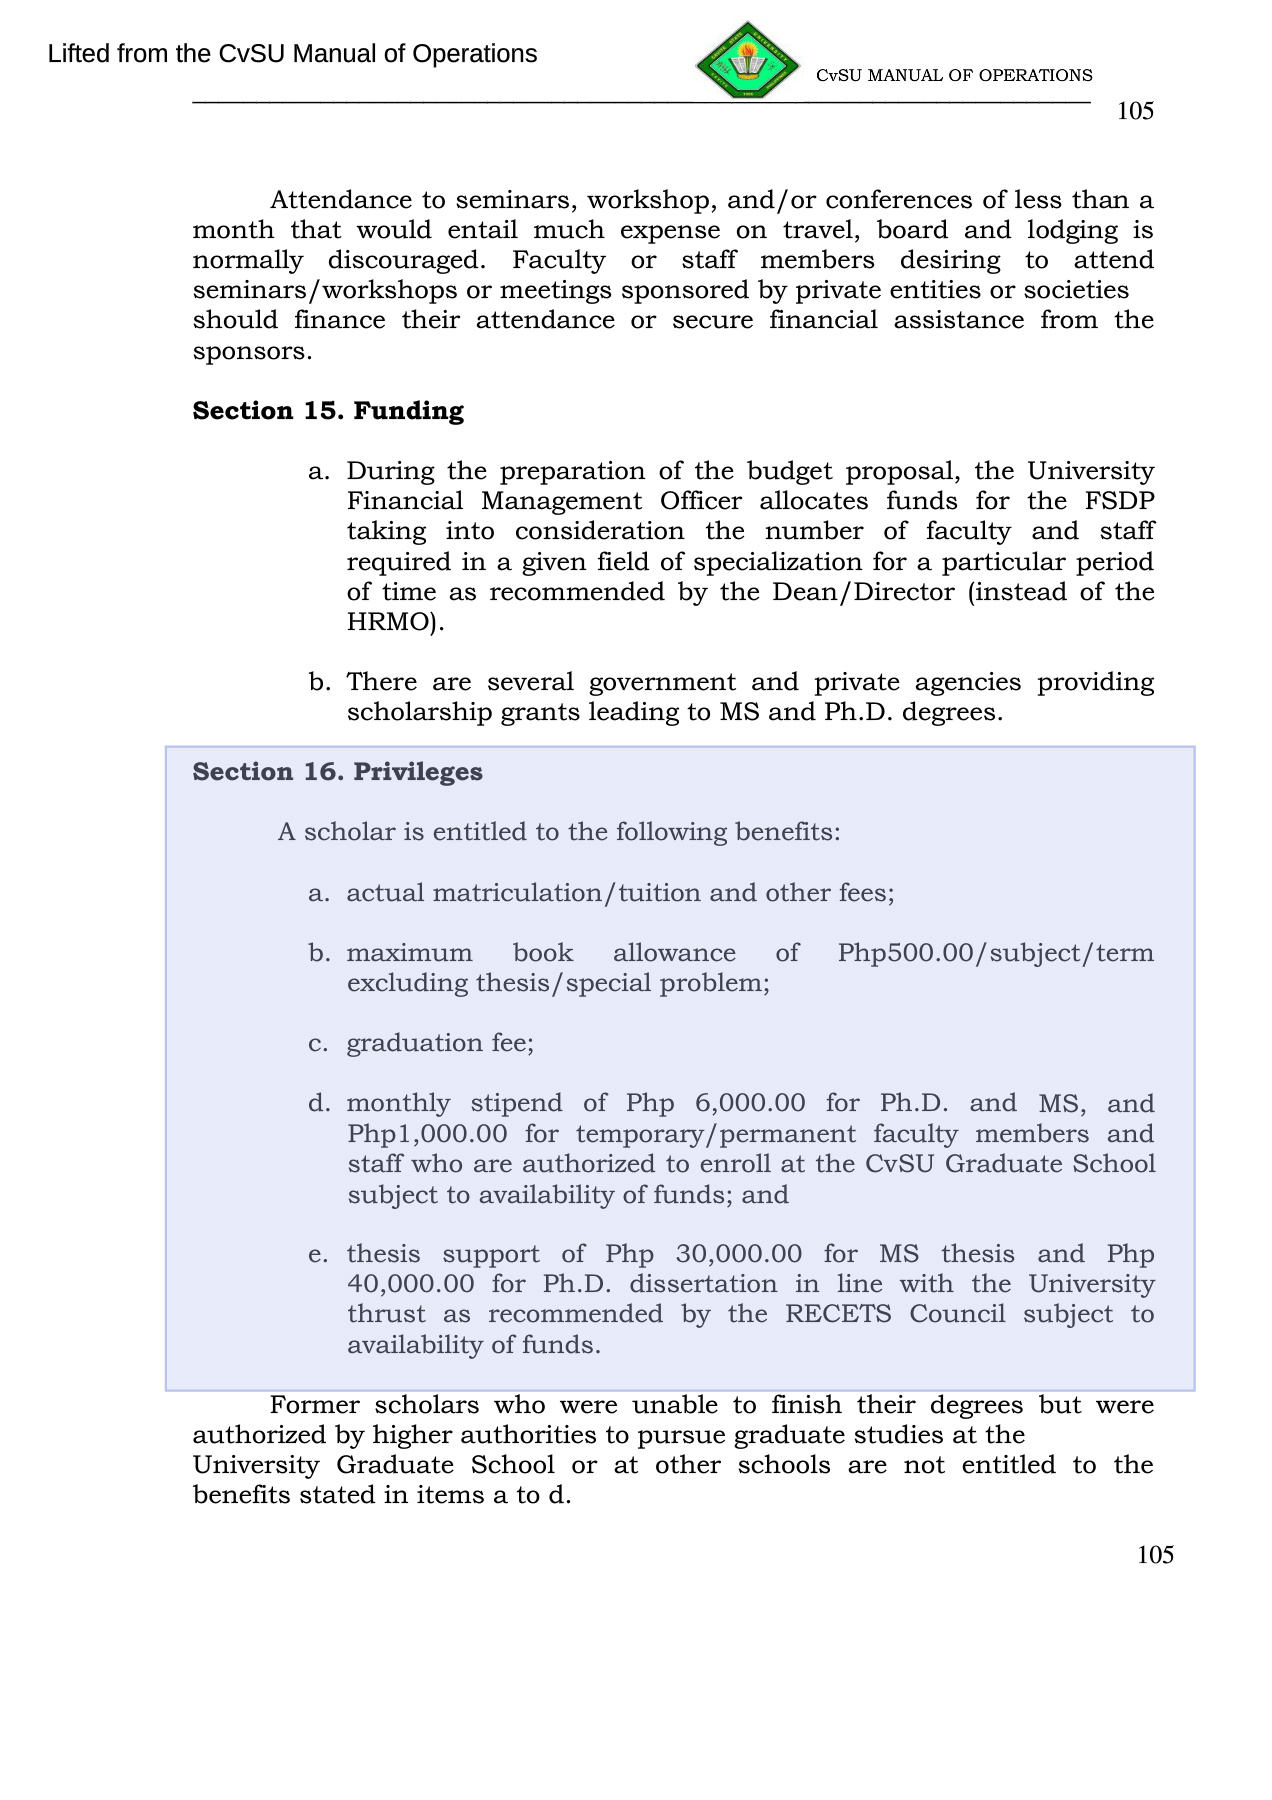 Lifted from the CvSU Manual of Operations
CvSU MANUAL OF OPERATIONS
105
Attendance to seminars, workshop, and/or conferences of less than a
month that would entail much expense on travel, board and lodging is
normally discouraged. Faculty or staff members desiring to attend
seminars/workshops or meetings sponsored by private entities or societies
should finance their attendance or secure financial assistance from the
sponsors.
Section 15. Funding
a. During the preparation of the budget proposal, the University
Financial Management Officer allocates funds for the FSDP
taking into consideration the number of faculty and staff
required in a given field of specialization for a particular period
of time as recommended by the Dean/Director (instead of the
HRMO).
b. There are several government and private agencies providing
scholarship grants leading to MS and Ph.D. degrees.
Section 16. Privileges
A scholar is entitled to the following benefits:
a. actual matriculation/tuition and other fees;
b. maximum book allowance of Php500.00/subject/term
excluding thesis/special problem;
c. graduation fee;
d. monthly stipend of Php 6,000.00 for Ph.D. and MS, and
Php1,000.00 for temporary/permanent faculty members and
staff who are authorized to enroll at the CvSU Graduate School
subject to availability of funds; and
e. thesis support of Php 30,000.00 for MS thesis and Php
40,000.00 for Ph.D. dissertation in line with the University
thrust as recommended by the RECETS Council subject to
availability of funds.
Former scholars who were unable to finish their degrees but were
authorized by higher authorities to pursue graduate studies at the
University Graduate School or at other schools are not entitled to the
benefits stated in items a to d.
105